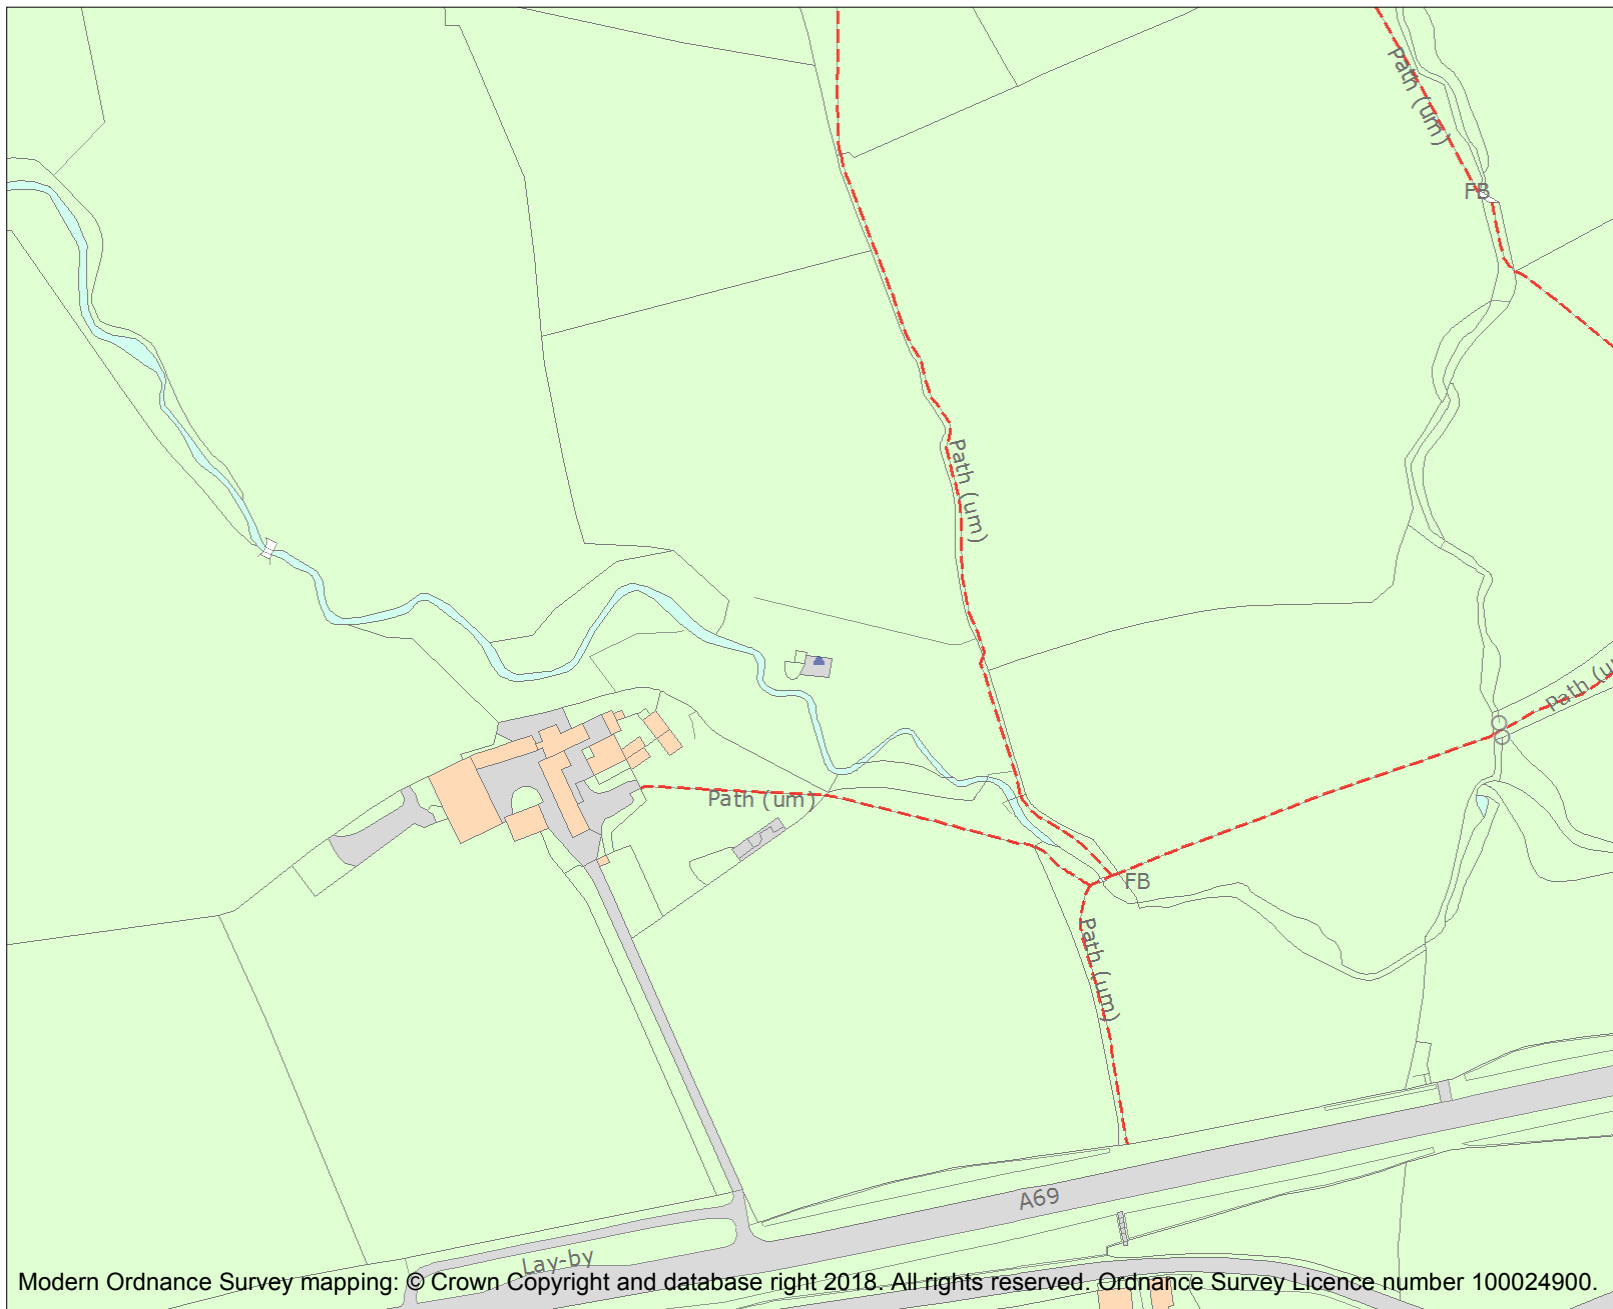 Path (um)
FB
Path (um)
Path (u
Path (um)
FB
Path (um)
A69
Lay-by
Modern Ordnance Survey mapping: © Crown Copyright and database right 2018. All rights reserved. Ordnance Survey Licence number 100024900.